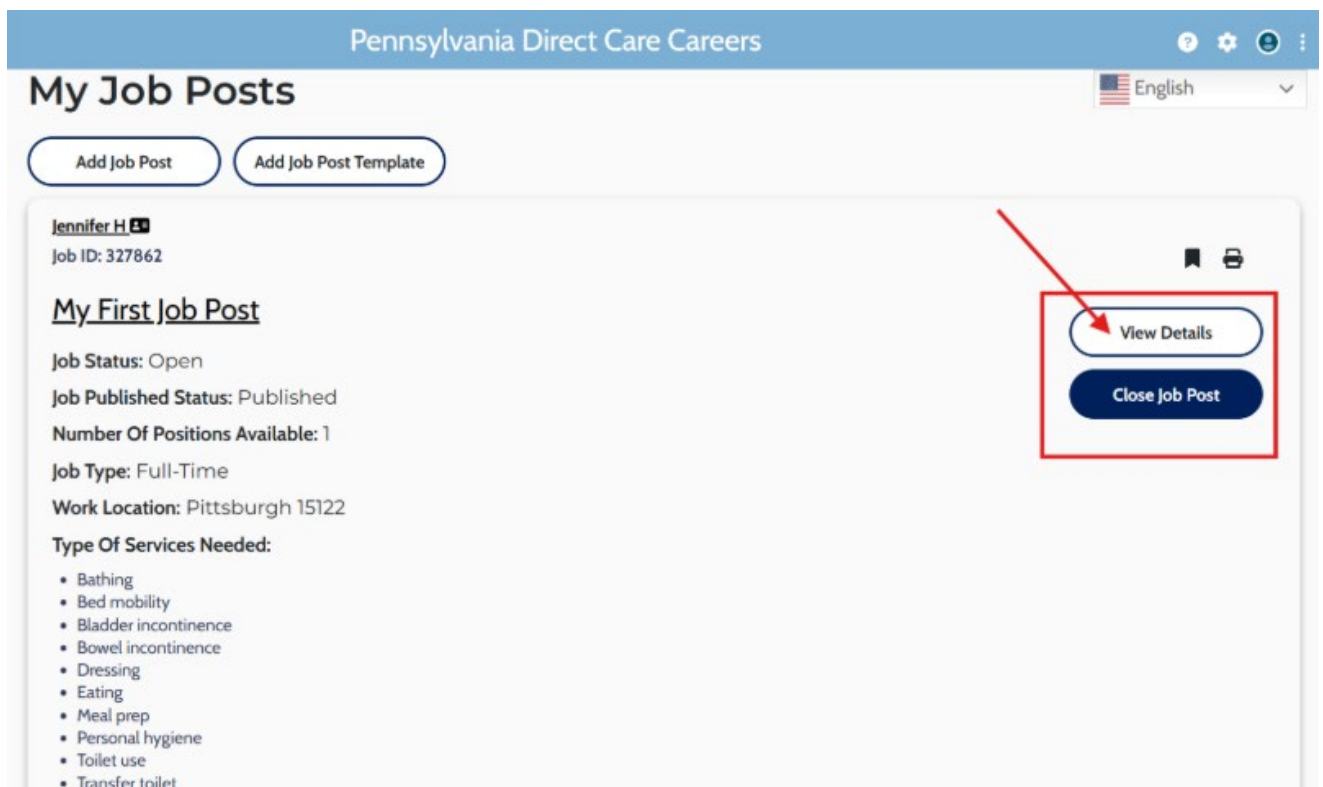 Pennsylvania Direct Care Careers
My Job Posts
English
Add Job Post
Add Job Post Template
Jennifer H
Job ID: 327862
My First Job Post
View Details
Job Status: Open
Close Job Post
Job Published Status: Published
Number Of Positions Available: 1
Job Type: Full-Time
Work Location: Pittsburgh 15122
Type Of Services Needed:
• Bathing
• Bed mobility
• Bladder incontinence
• Bowel incontinence
• Dressing
• Eating
• Meal prep
• Personal hygiene
• Toilet use
• Transfer toilet